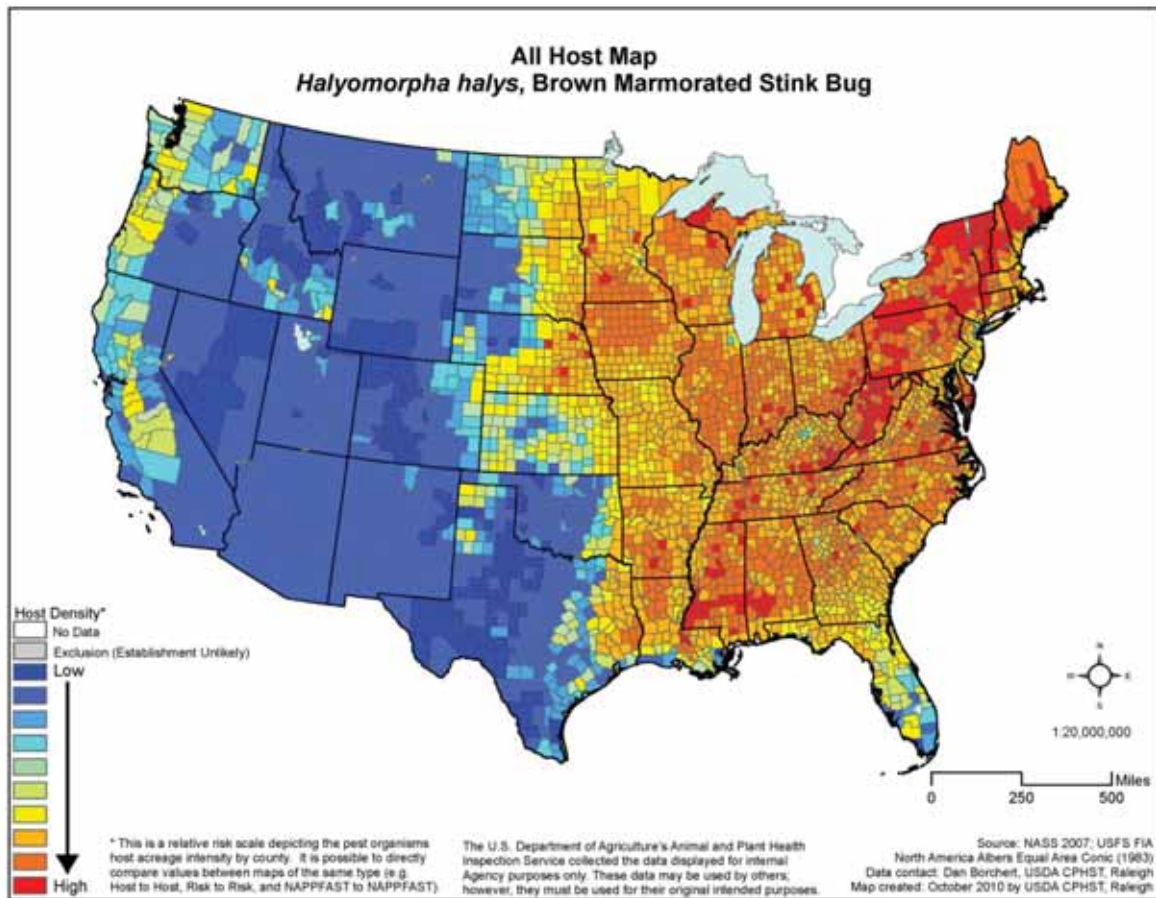 All Host Map
Halyomorpha halys, Brown Marmorated Stink Bug
Host Density*
No Data
Exclusion (Establishment Unlikely)
Low
High
* This is a relative risk scale depicting the pest organisms
host acreage intensity by county. It is possible to directly
compare values between maps of the same type (e.g.
Host to Host, Risk to Risk, and NAPPFAST to NAPPFAST)
The U.S. Department of Agriculture's Animal and Plant Health
Inspection Service collected the data displayed for internal
Agency purposes only. These data may be used by others;
however, they must be used for their original intended purposes.
N
W
E
S
1:20,000,000
Miles
0 250 500
Source: NASS 2007; USFS FIA
North America Albers Equal Area Conic (1983)
Data contact: Dan Borchert, USDA CPHST, Raleigh
Map created: October 2010 by USDA CPHST, Raleigh